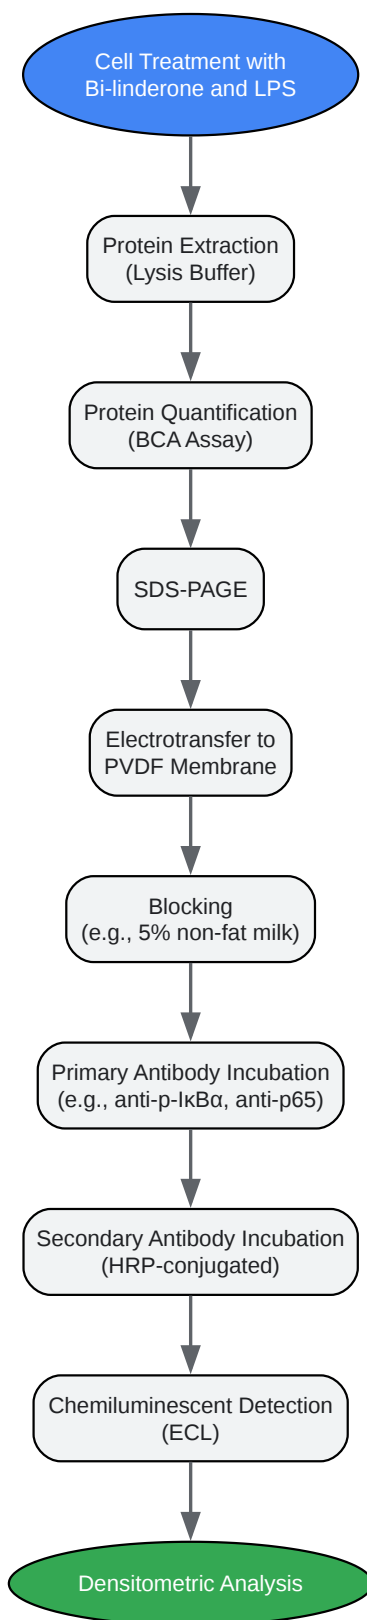 Cell Treatment with
Bi-linderone and LPS
Protein Extraction
(Lysis Buffer)
Protein Quantification
(BCA Assay)
SDS-PAGE
Electrotransfer to
PVDF Membrane
Blocking
(e.g., 5% non-fat milk)
Primary Antibody Incubation
(e.g., anti-p-IκBα, anti-p65)
Secondary Antibody Incubation
(HRP-conjugated)
Chemiluminescent Detection
(ECL)
Densitometric Analysis